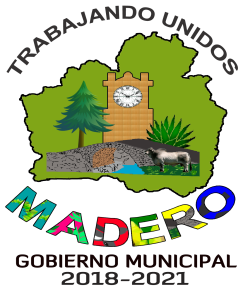 TRABAJANDO UNIDOS
MADERO
GOBIERNO MUNICIPAL
2018-2021